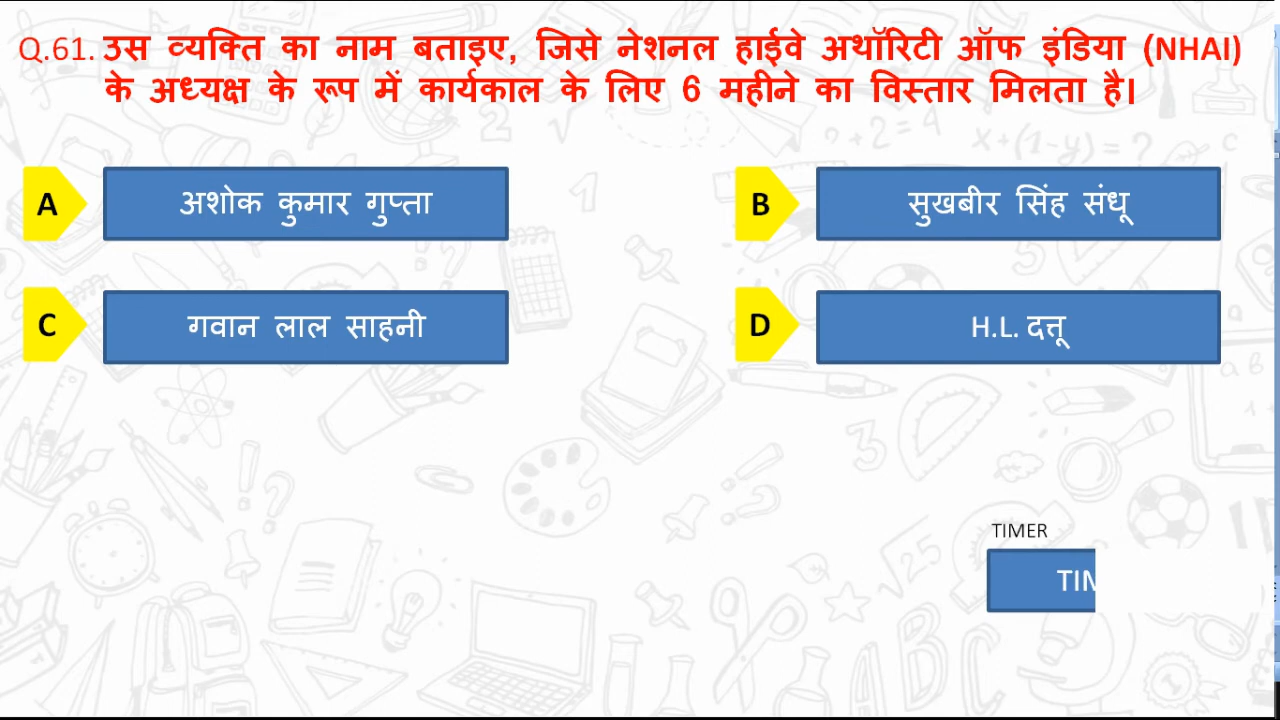 Q.61. उस व्यक्ति का नाम बताइए, जिसे नेशनल हाईवे अथॉरिटी ऑफ इंडिया (NHAI)
के अध्यक्ष के रूप में कार्यकाल के लिए 6 महीने का विस्तार मिलता है।
A अशोक कुमार गुप्ता
B सुखबीर सिंह संधू
C गवान लाल साहनी
D H.L. दत्तू
TIMER
TIM